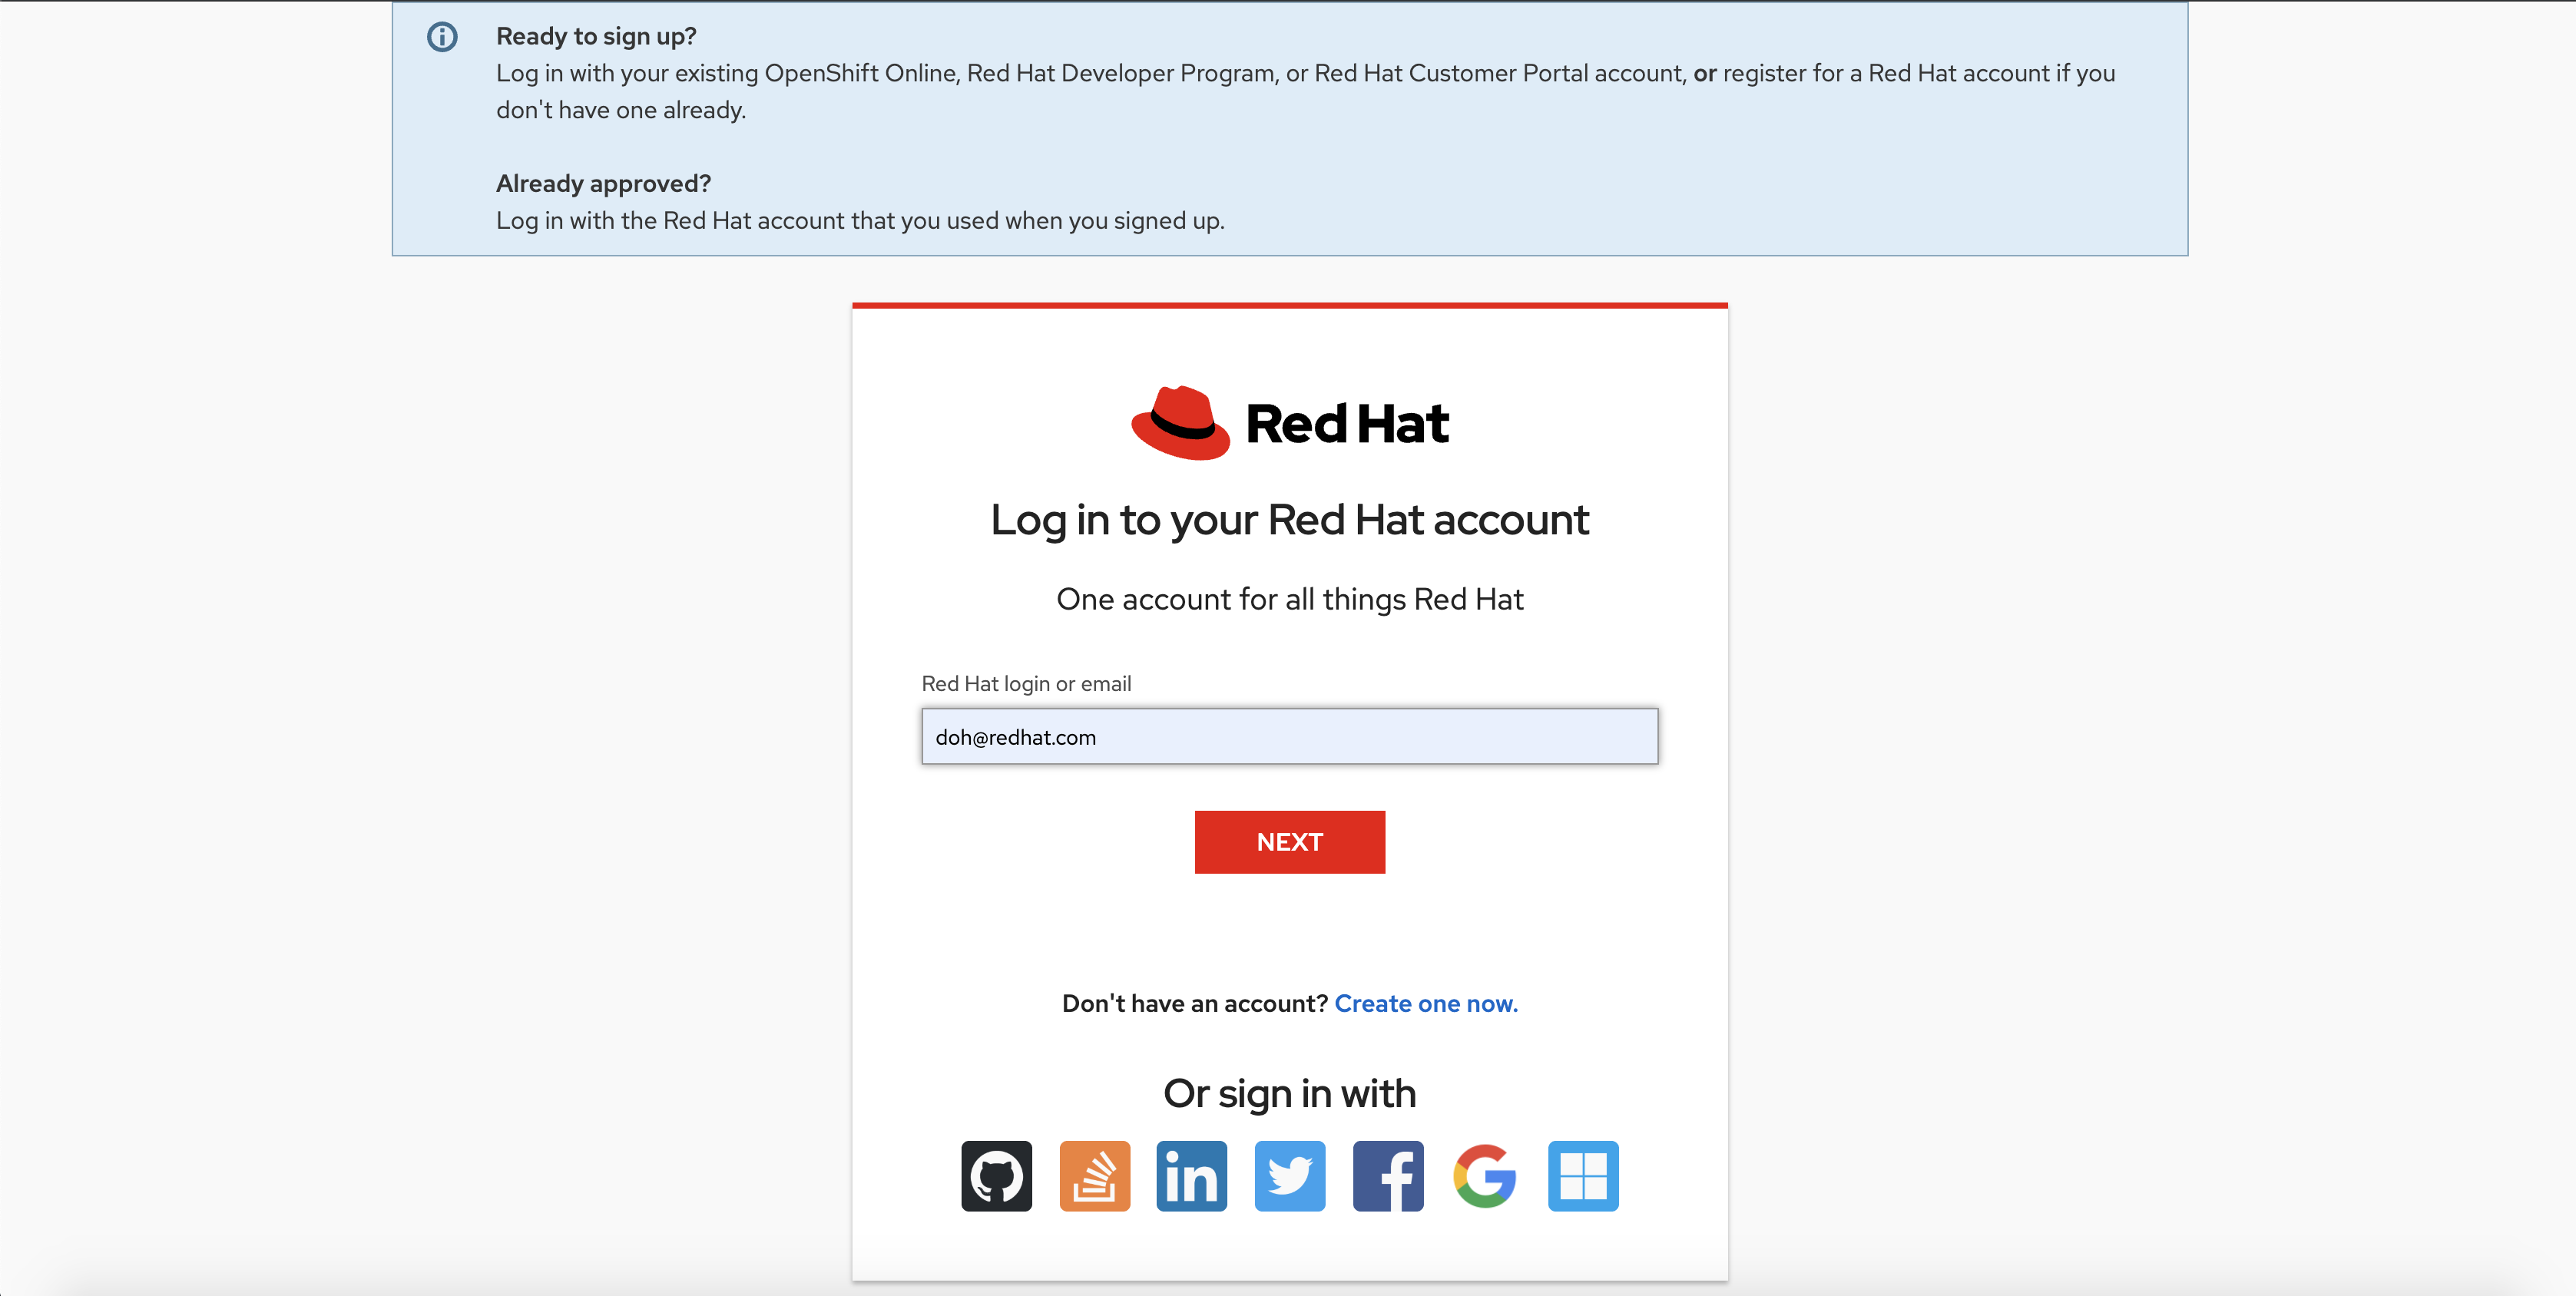 Ready to sign up?
Log in with your existing OpenShift Online, Red Hat Developer Program, or Red Hat Customer Portal account, or register for a Red Hat account if you
don't have one already.
Already approved?
Log in with the Red Hat account that you used when you signed up.
Red Hat
Log in to your Red Hat account
One account for all things Red Hat
Red Hat login or email
doh@redhat.com
NEXT
Don't have an account? Create one now.
Or sign in with